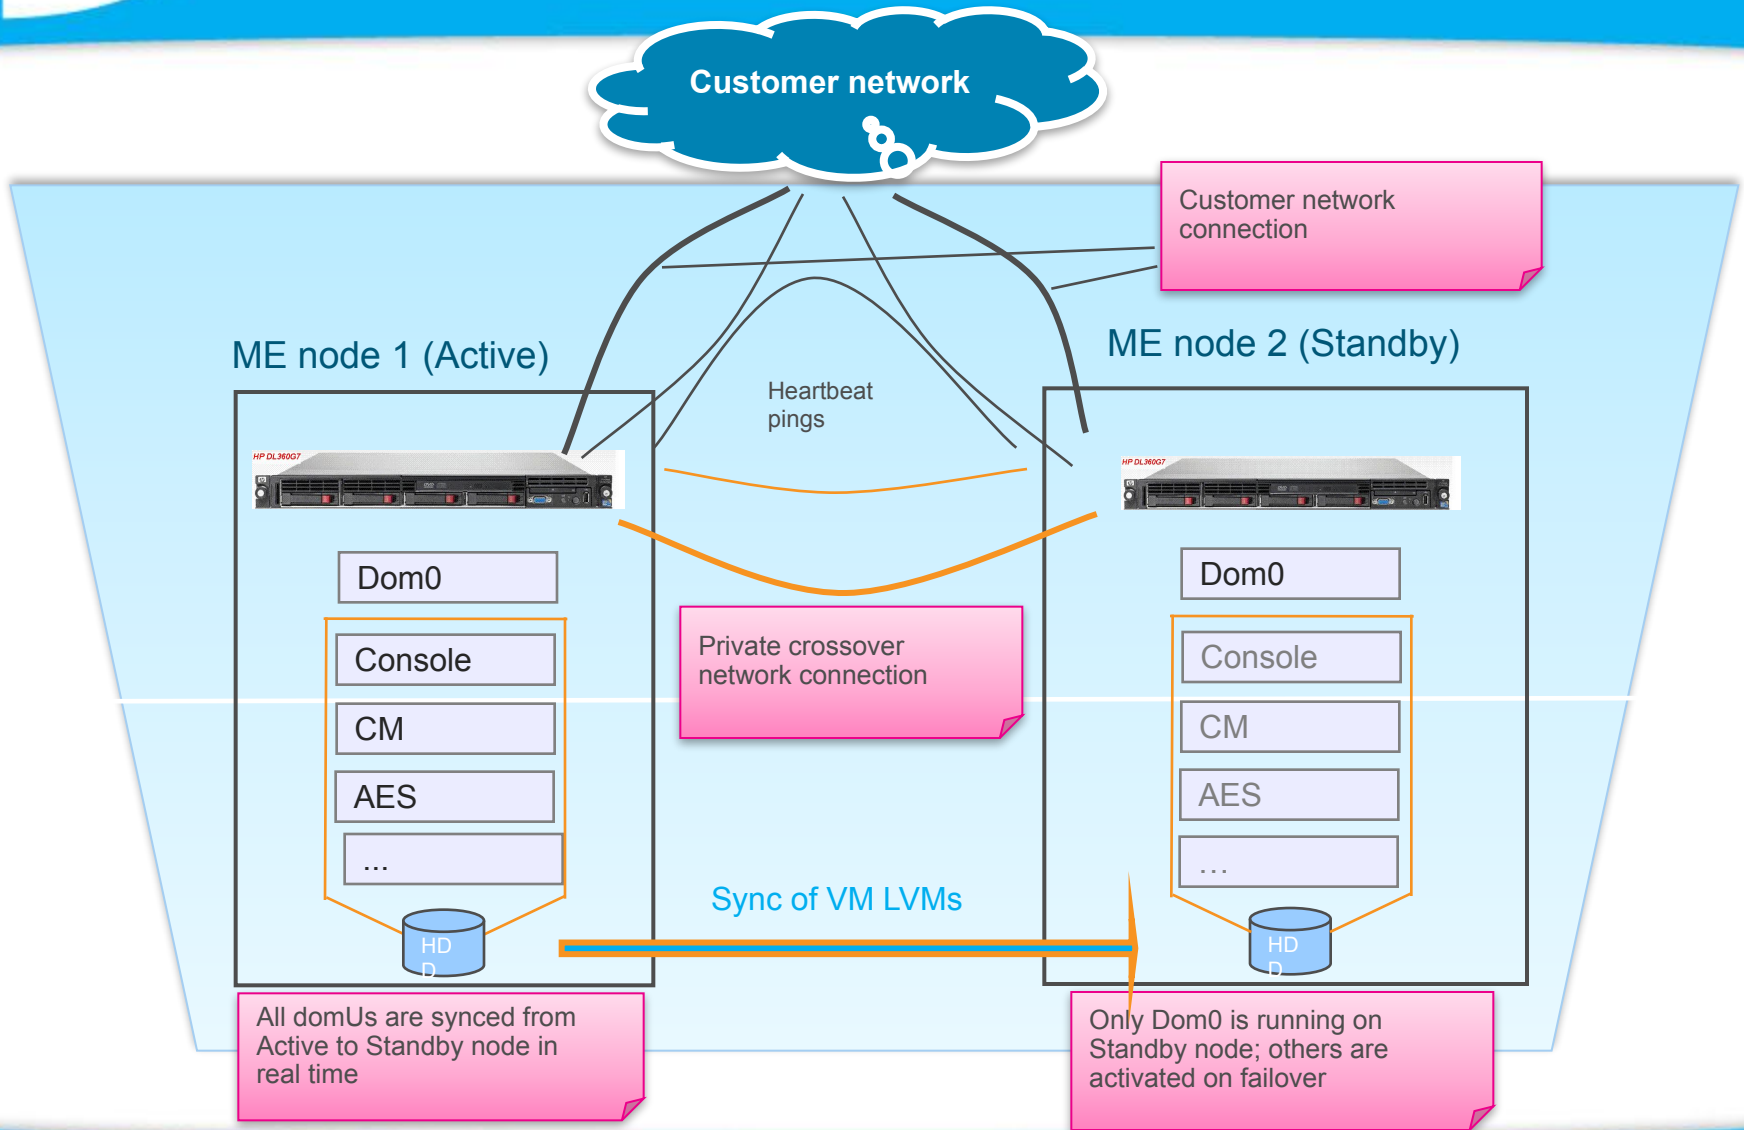 Customer network
Customer network
connection
ME node 1 (Active)
ME node 2 (Standby)
Heartbeat
pings
HP DL360G7
HP DL360G7
Dom0
Dom0
Console
Console
Private crossover
network connection
CM
CM
AES
AES
...
...
Sync of VM LVMs
HD
D
HD
D
All domUs are synced from
Active to Standby node in
real time
Only Dom0 is running on
Standby node; others are
activated on failover